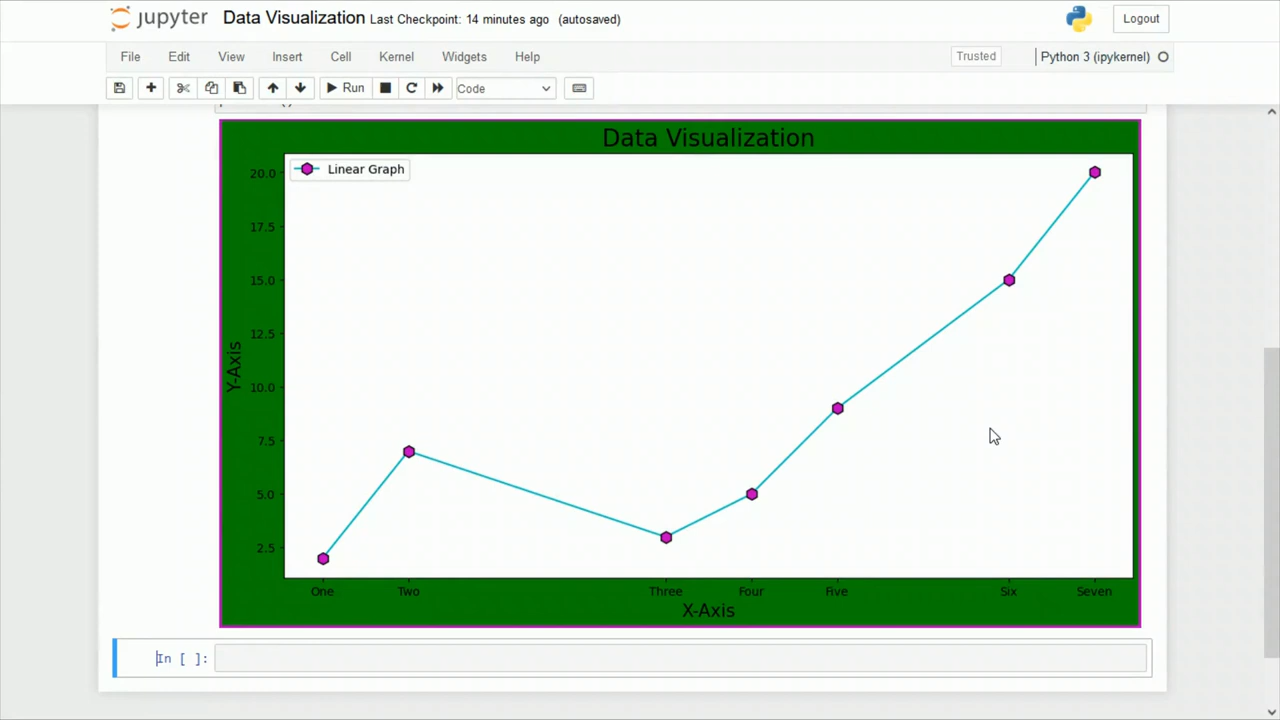 jupyter Data Visualization Last Checkpoint: 14 minutes ago (autosaved) Logout
File Edit View Insert Cell Kernel Widgets Help Trusted Python 3 (ipykernel)
Run Code
Data Visualization
Linear Graph
20.0
17.5
15.0
12.5
10.0
7.5
5.0
2.5
Y-Axis
One Two Three Four Five Six Seven
X-Axis
In [ ]: